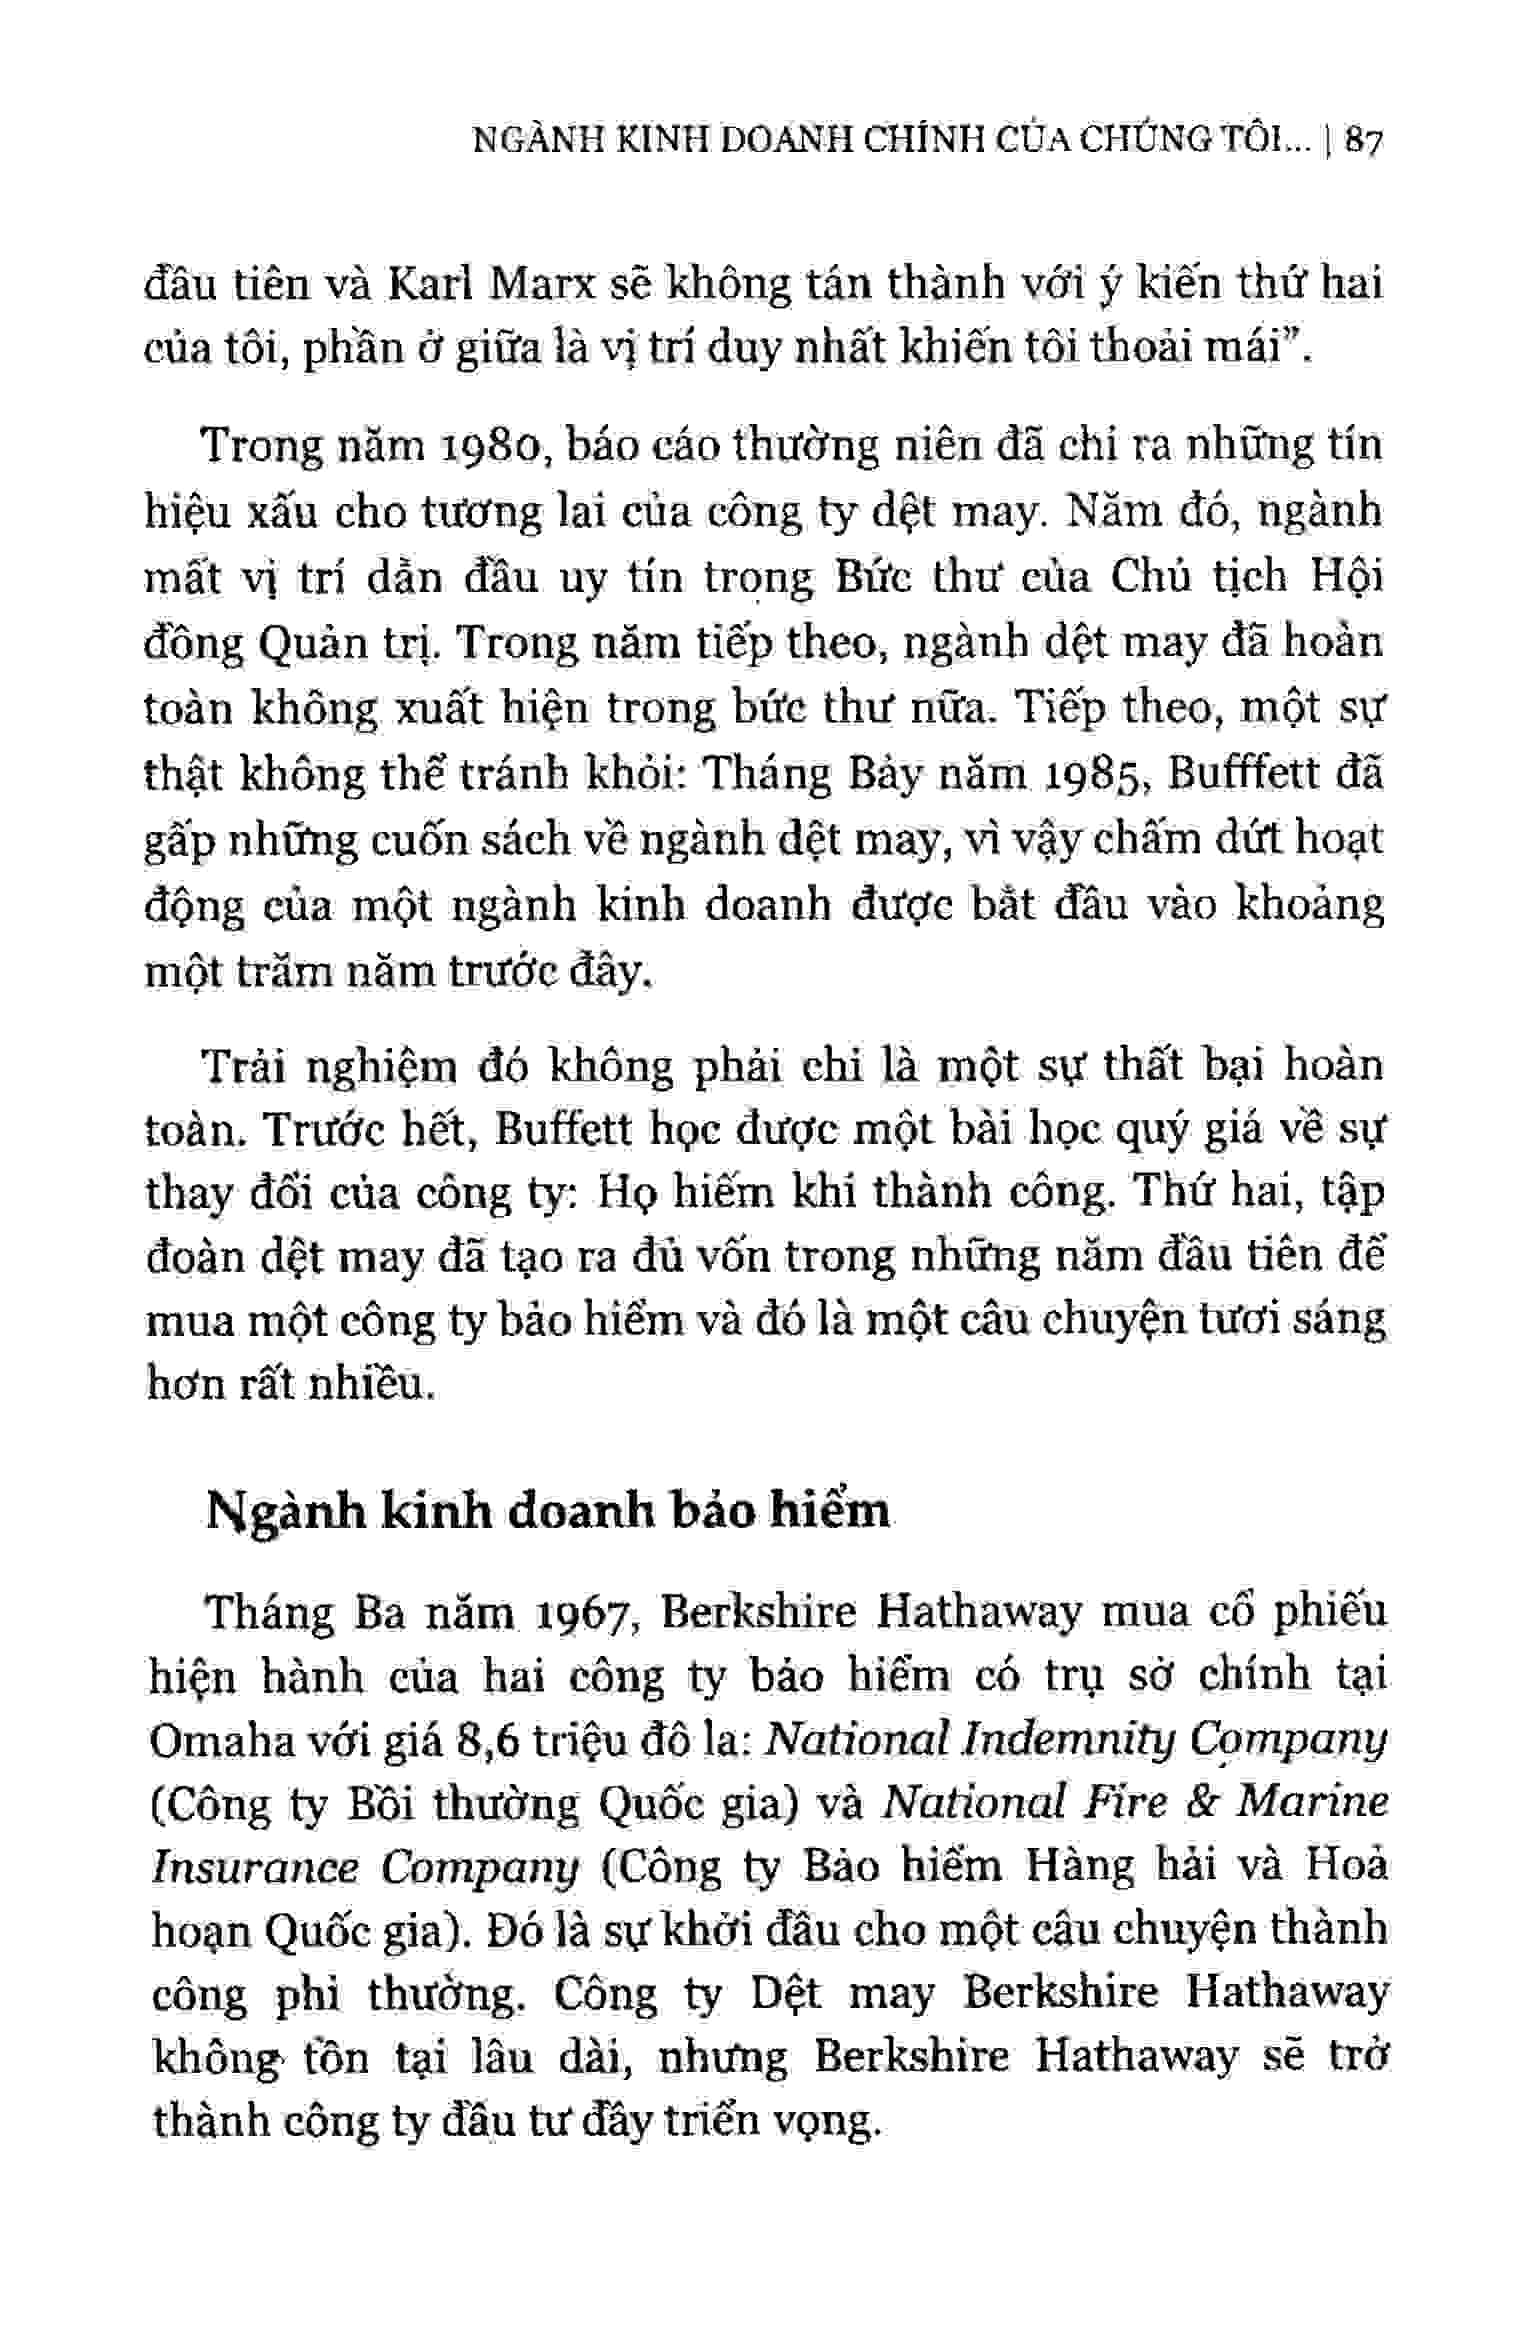 NGÀNH KINH DOANH CHÍNH CỦA CHÚNG TÔI... | 87
đầu tiên và Karl Marx sẽ không tán thành với ý kiến thứ hai
của tôi, phần ở giữa là vị trí duy nhất khiến tôi thoải mái”.
Trong năm 1980, báo cáo thường niên đã chỉ ra những tín
hiệu xấu cho tương lai của công ty dệt may. Năm đó, ngành
mất vị trí dẫn đầu uy tín trong Bức thư của Chủ tịch Hội
đồng Quản trị. Trong năm tiếp theo, ngành dệt may đã hoàn
toàn không xuất hiện trong bức thư nữa. Tiếp theo, một sự
thật không thể tránh khỏi: Tháng Bảy năm 1985, Bufffett đã
gấp những cuốn sách về ngành dệt may, vì vậy chấm dứt hoạt
động của một ngành kinh doanh được bắt đầu vào khoảng
một trăm năm trước đây.
Trải nghiệm đó không phải chỉ là một sự thất bại hoàn
toàn. Trước hết, Buffett học được một bài học quý giá về sự
thay đổi của công ty: Họ hiếm khi thành công. Thứ hai, tập
đoàn dệt may đã tạo ra đủ vốn trong những năm đầu tiên để
mua một công ty bảo hiểm và đó là một câu chuyện tươi sáng
hơn rất nhiều.
Ngành kinh doanh bảo hiểm
Tháng Ba năm 1967, Berkshire Hathaway mua cổ phiếu
hiện hành của hai công ty bảo hiểm có trụ sở chính tại
Omaha với giá 8,6 triệu đô la: National Indemnity Company
(Công ty Bồi thường Quốc gia) và National Fire & Marine
Insurance Company (Công ty Bảo hiểm Hàng hải và Hoả
hoạn Quốc gia). Đó là sự khởi đầu cho một câu chuyện thành
công phi thường. Công ty Dệt may Berkshire Hathaway
không tồn tại lâu dài, nhưng Berkshire Hathaway sẽ trở
thành công ty đầu tư đầy triển vọng.